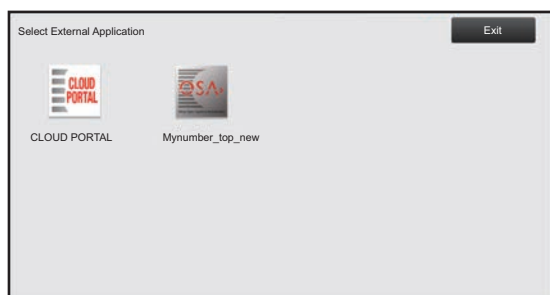 Select External Application
Exit
CLOUD
PORTAL
OSA
CLOUD PORTAL
Mynumber_top_new